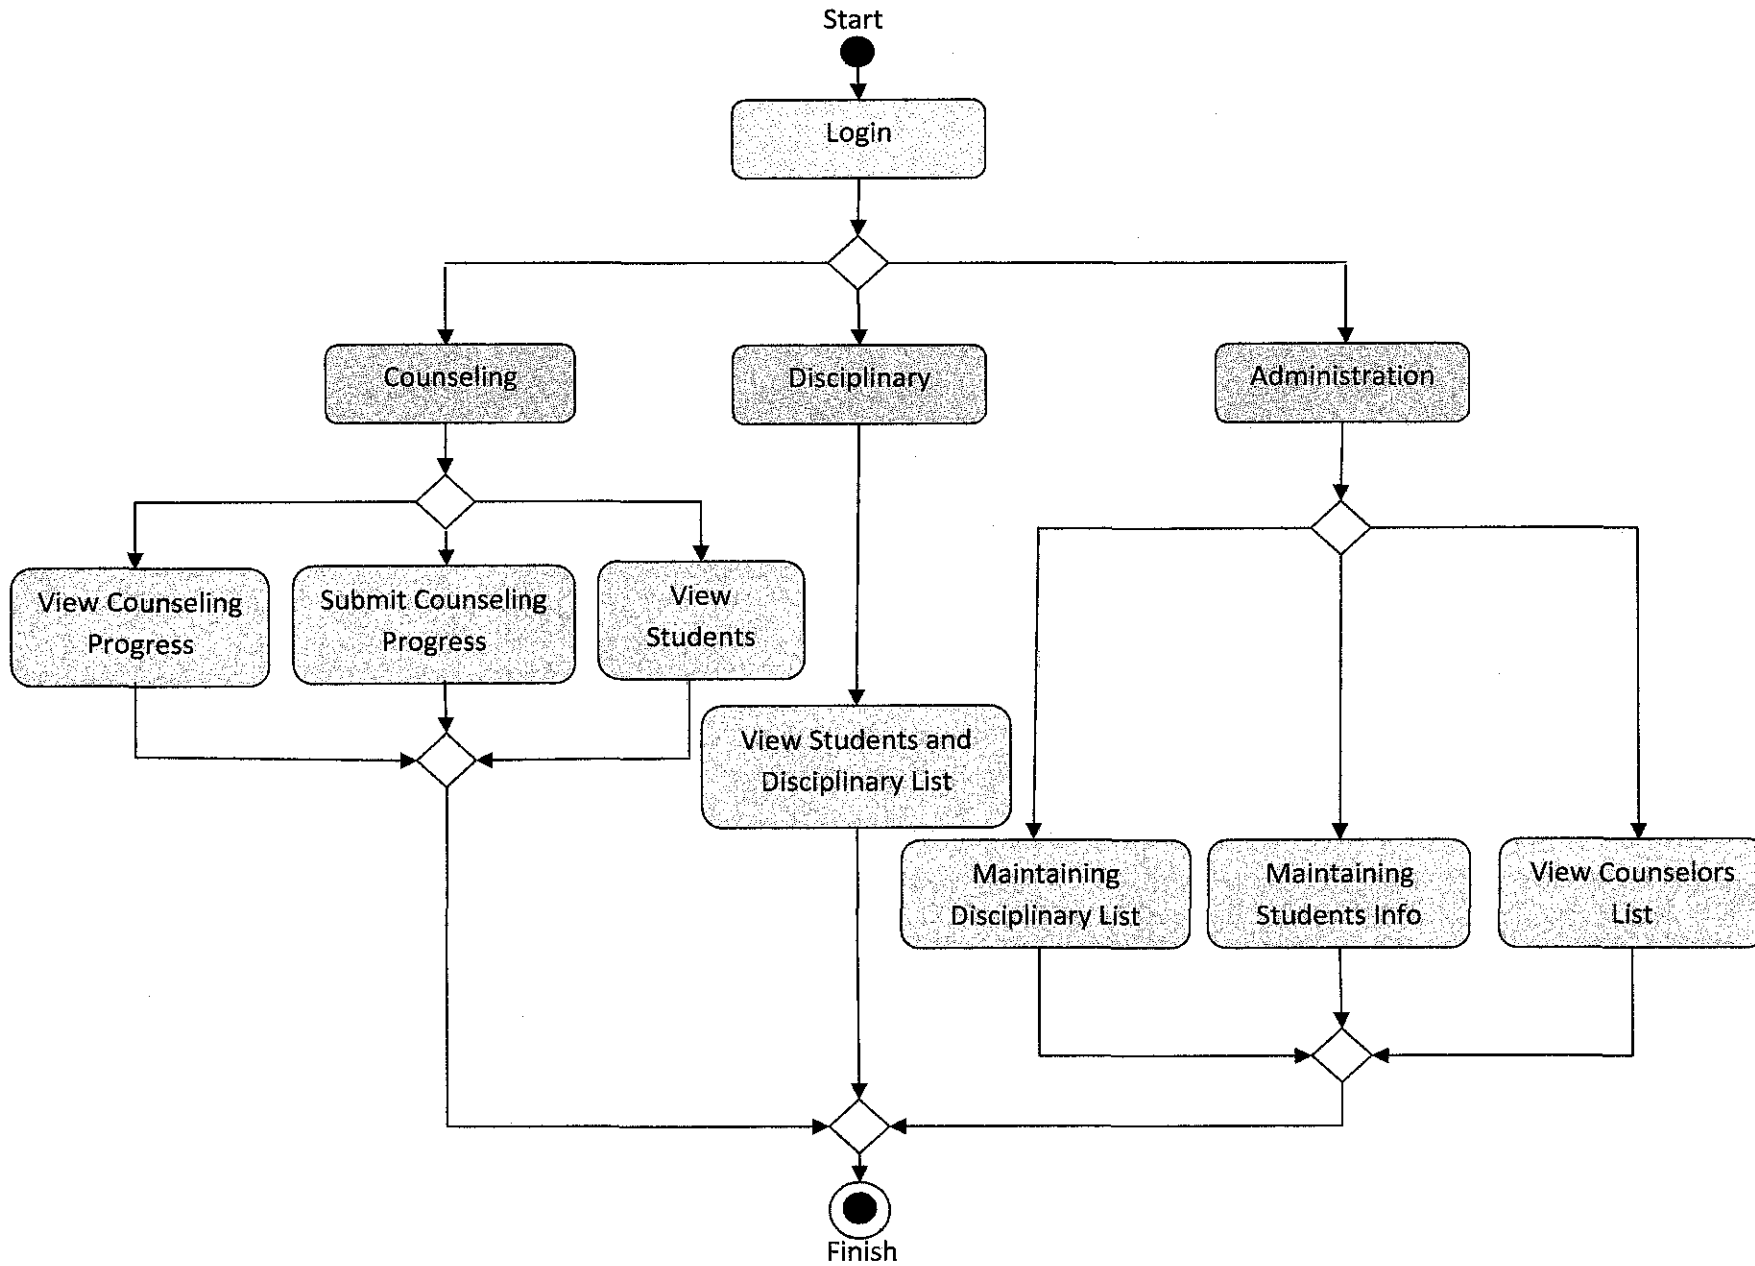 Start
Login
Counseling
Disciplinary
Administration
View Counseling
Progress
Submit Counseling
Progress
View
Students
View Students and
Disciplinary List
Maintaining
Disciplinary List
Maintaining
Students Info
View Counselors
List
Finish